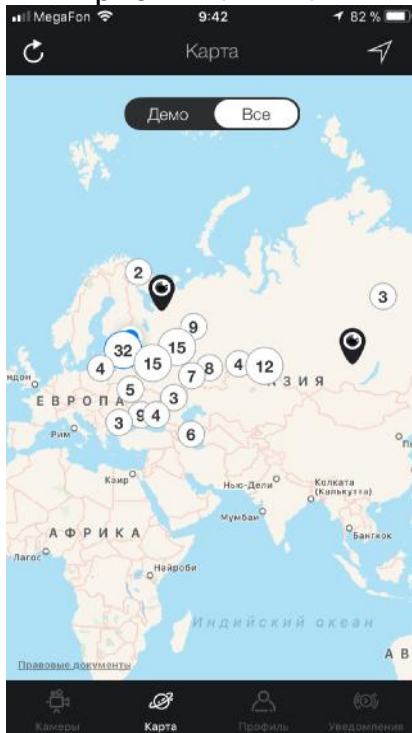 MegaFon 9:42 82 %
Карта
Демо Все
2
3
9
32 15
4 15 7 8 4 12
АЗИЯ
5
ЕВРОПА 3
3 9 4
Рим 6
Каир Нью-Дели Колката
(Калькутта)
Мумбаи
АФРИКА Бангкок
Лагос
Найроби
Индийский океан
Правовые документы А В
Камеры Карта Профиль Уведомления